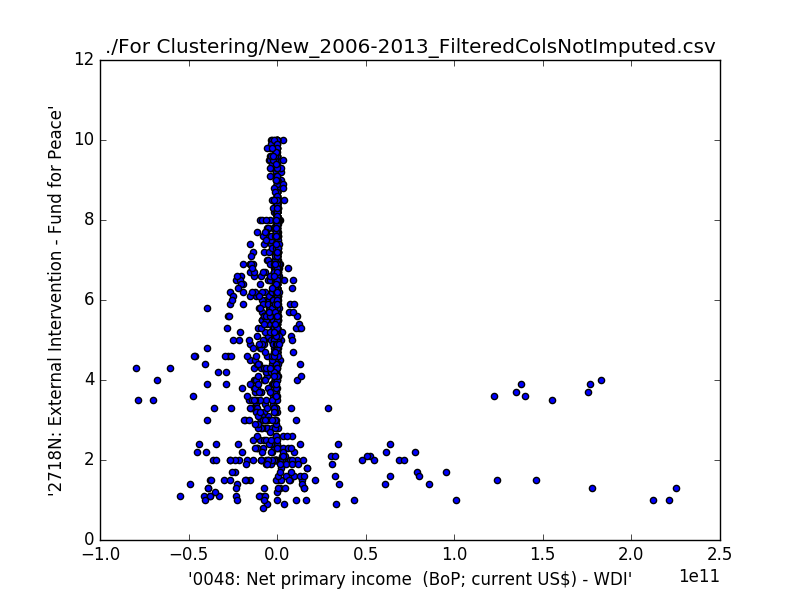 ./For Clustering/New_2006-2013_FilteredColsNotImputed.csv
12
10
8
6
4
2
0
'2718N: External Intervention - Fund for Peace'
−1.0 −0.5 0.0 0.5 1.0 1.5 2.0 2.5
1e11
'0048: Net primary income  (BoP; current US$) - WDI'